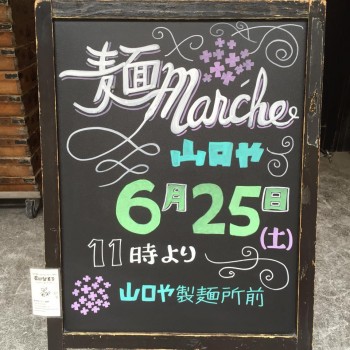 麺Marche
山口や
6月25日
(土)
11時より
山口や製麺所前